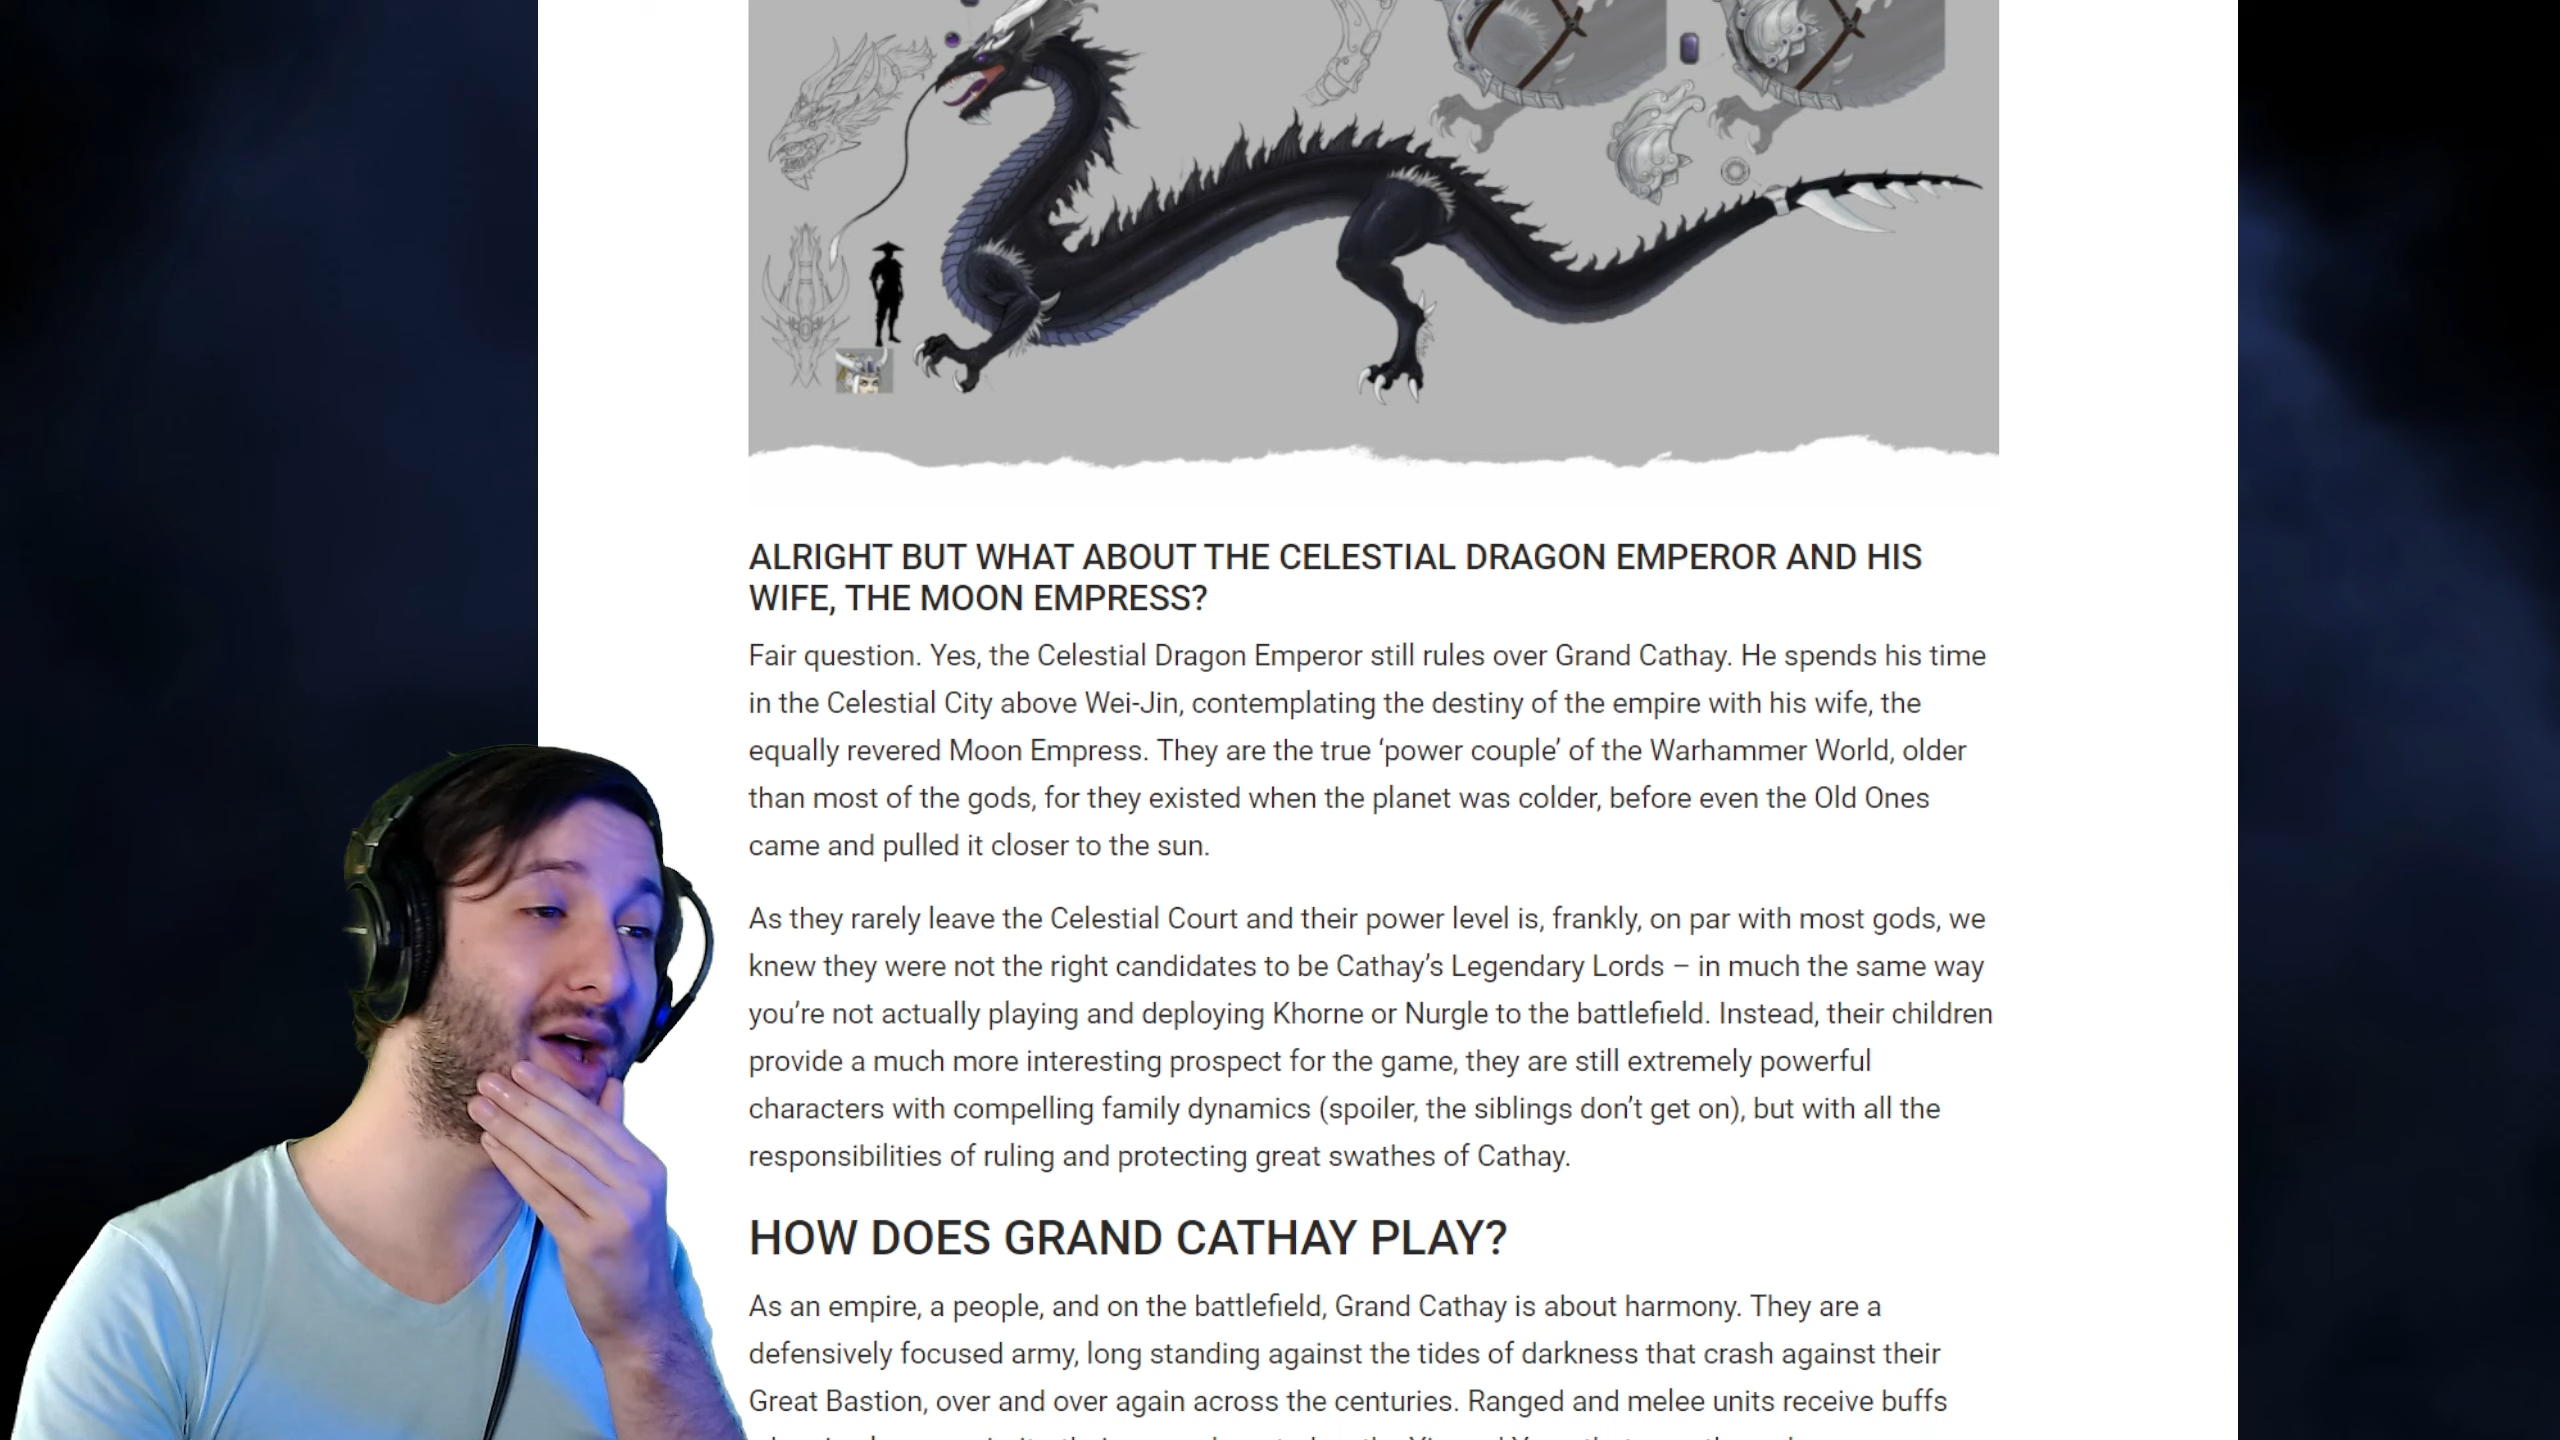 ALRIGHT BUT WHAT ABOUT THE CELESTIAL DRAGON EMPEROR AND HIS
WIFE, THE MOON EMPRESS?
Fair question. Yes, the Celestial Dragon Emperor still rules over Grand Cathay. He spends his time
in the Celestial City above Wei-Jin, contemplating the destiny of the empire with his wife, the
equally revered Moon Empress. They are the true ‘power couple’ of the Warhammer World, older
than most of the gods, for they existed when the planet was colder, before even the Old Ones
came and pulled it closer to the sun.
As they rarely leave the Celestial Court and their power level is, frankly, on par with most gods, we
knew they were not the right candidates to be Cathay’s Legendary Lords – in much the same way
you’re not actually playing and deploying Khorne or Nurgle to the battlefield. Instead, their children
provide a much more interesting prospect for the game, they are still extremely powerful
characters with compelling family dynamics (spoiler, the siblings don’t get on), but with all the
responsibilities of ruling and protecting great swathes of Cathay.
HOW DOES GRAND CATHAY PLAY?
As an empire, a people, and on the battlefield, Grand Cathay is about harmony. They are a
defensively focused army, long standing against the tides of darkness that crash against their
Great Bastion, over and over again across the centuries. Ranged and melee units receive buffs